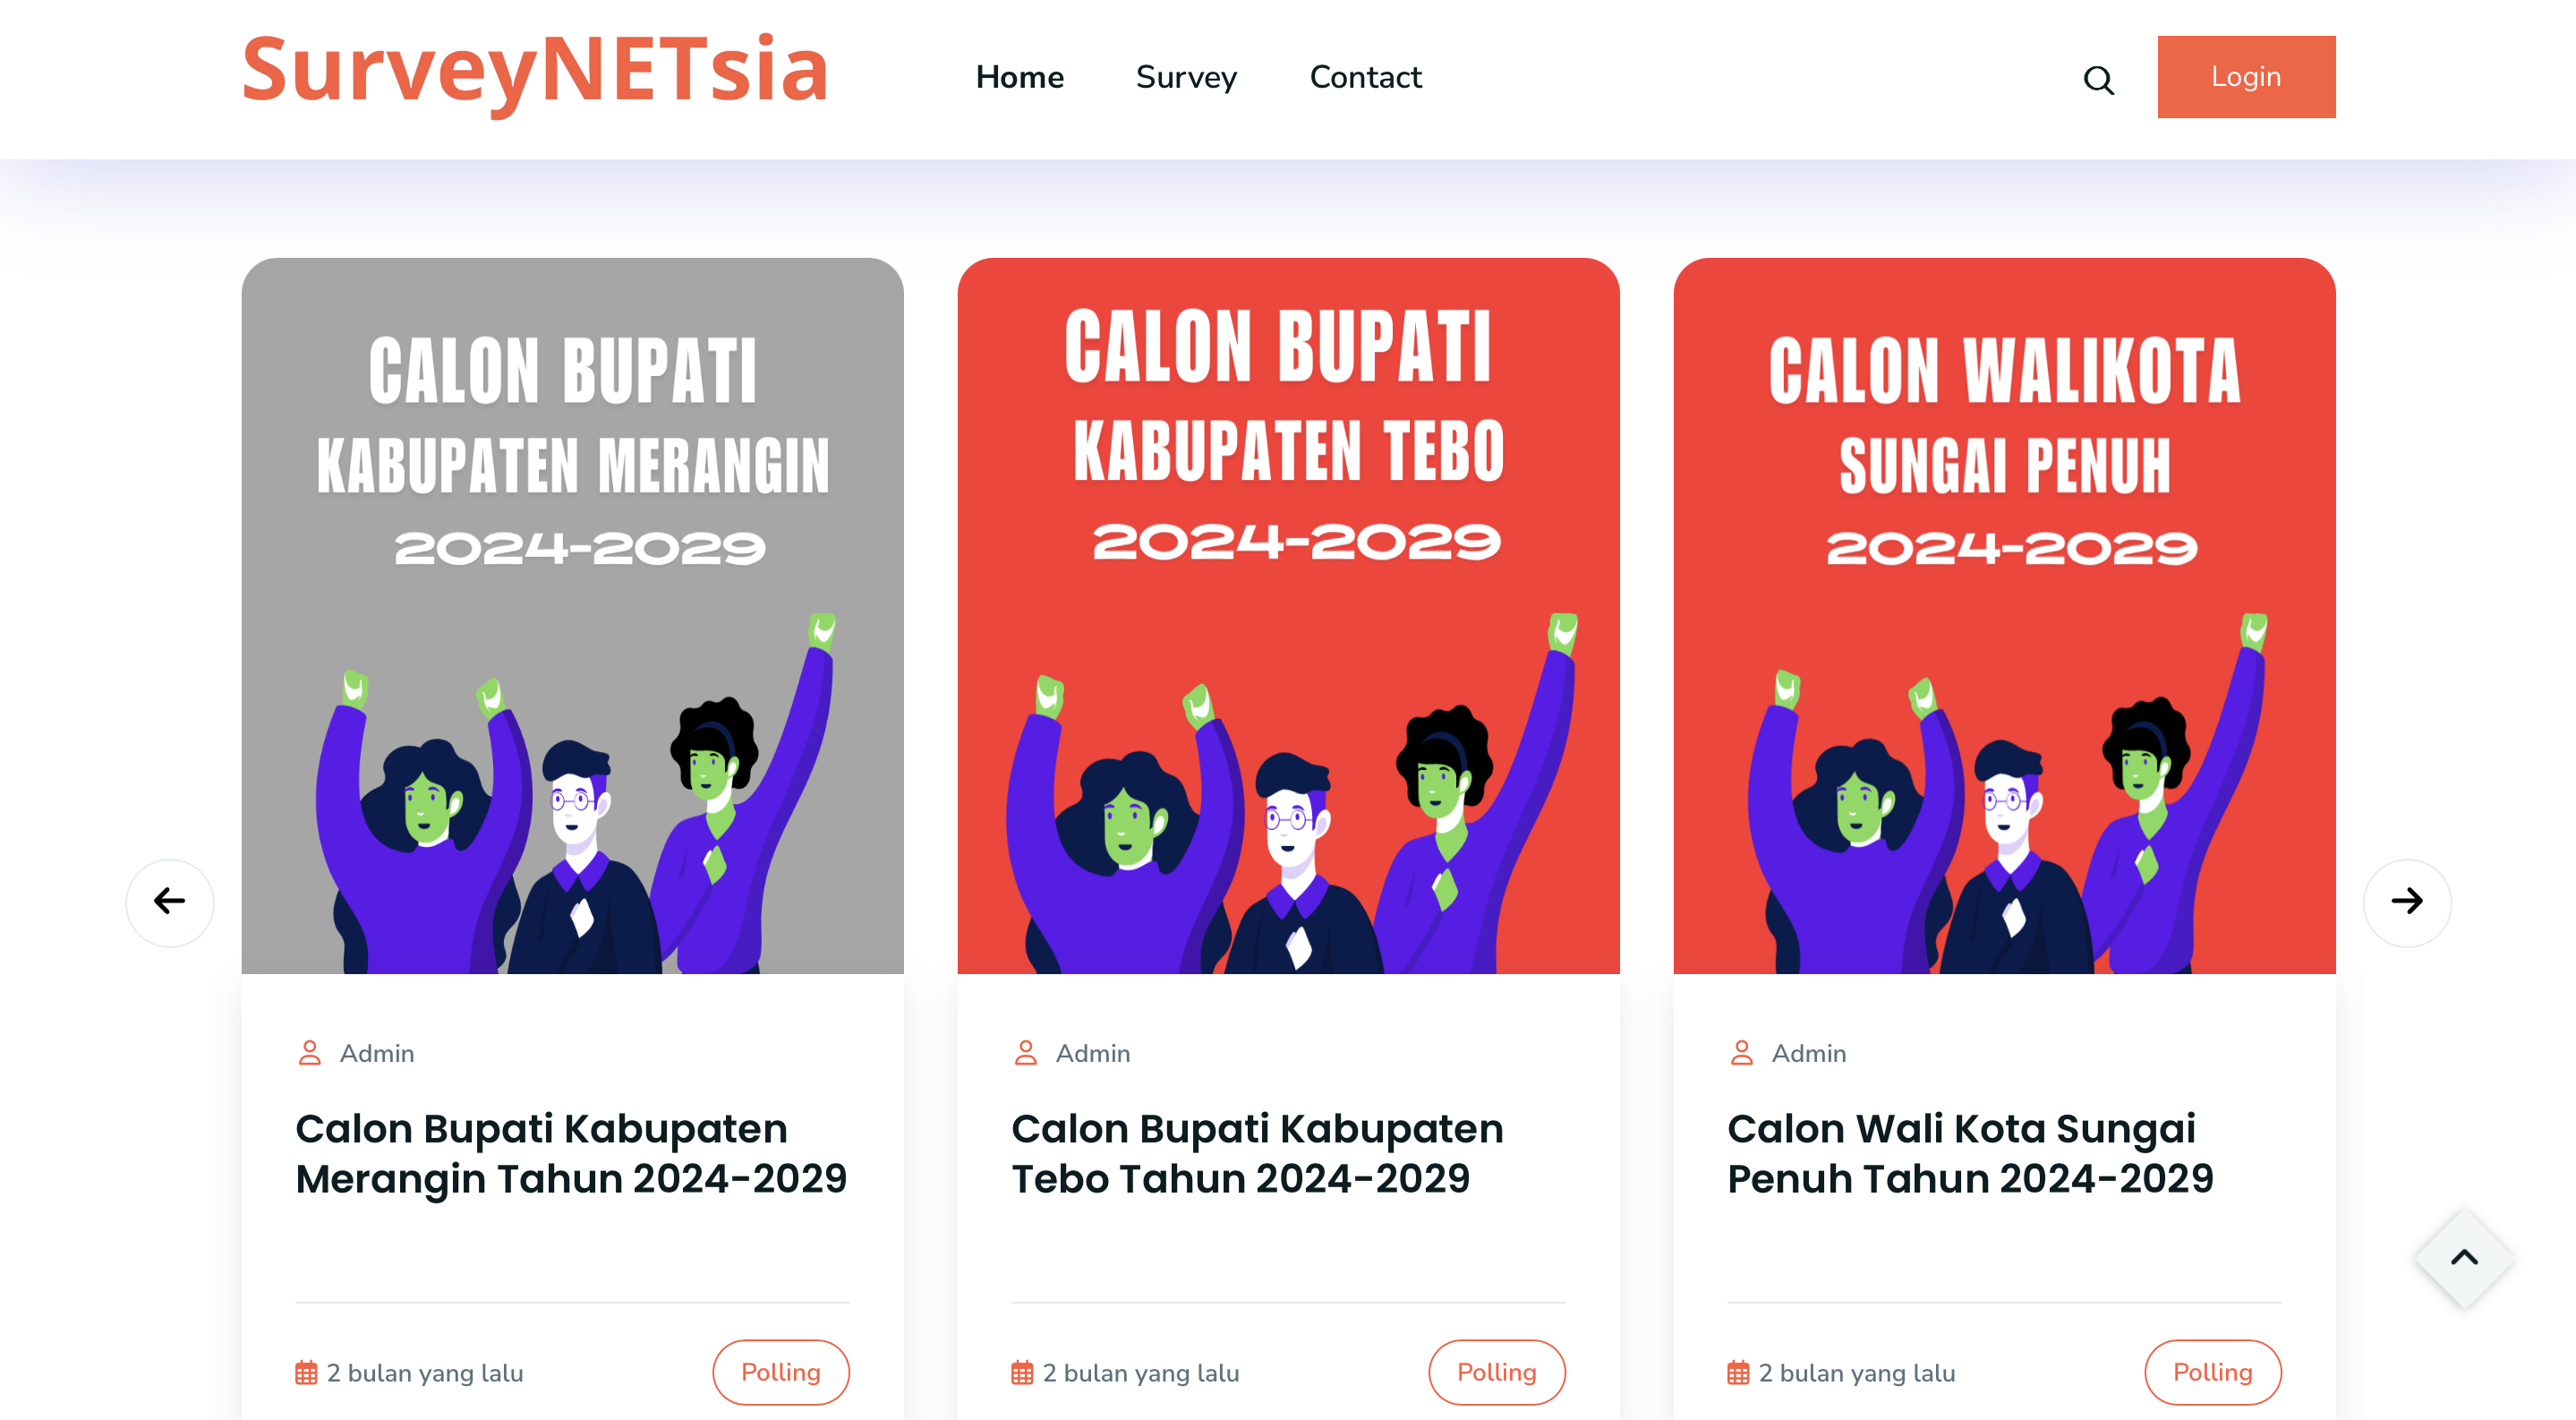 SurveyNETsia
Home Survey Contact Login
CALON BUPATI
KABUPATEN MERANGIN
2024-2029
CALON BUPATI
KABUPATEN TEBO
2024-2029
CALON WALIKOTA
SUNGAI PENUH
2024-2029
Admin
Calon Bupati Kabupaten
Merangin Tahun 2024-2029
2 bulan yang lalu Polling
Admin
Calon Bupati Kabupaten
Tebo Tahun 2024-2029
2 bulan yang lalu Polling
Admin
Calon Wali Kota Sungai
Penuh Tahun 2024-2029
2 bulan yang lalu Polling